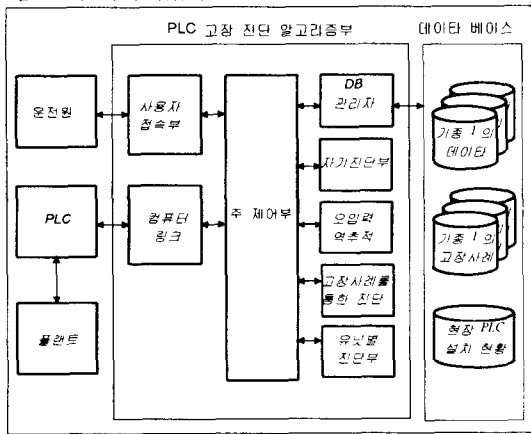 PLC 고장 진단 알고리즘부
데이타 베이스
운전원
사용자
접속부
주 제어부
DB
관리자
기종 1 의
데이타
자기진단부
PLC
컴퓨터
링크
오입력
역추적
기종 1 의
고장사례
플랜트
고장사례를
통한 진단
유닛별
진단부
현장 PLC
설치 현황